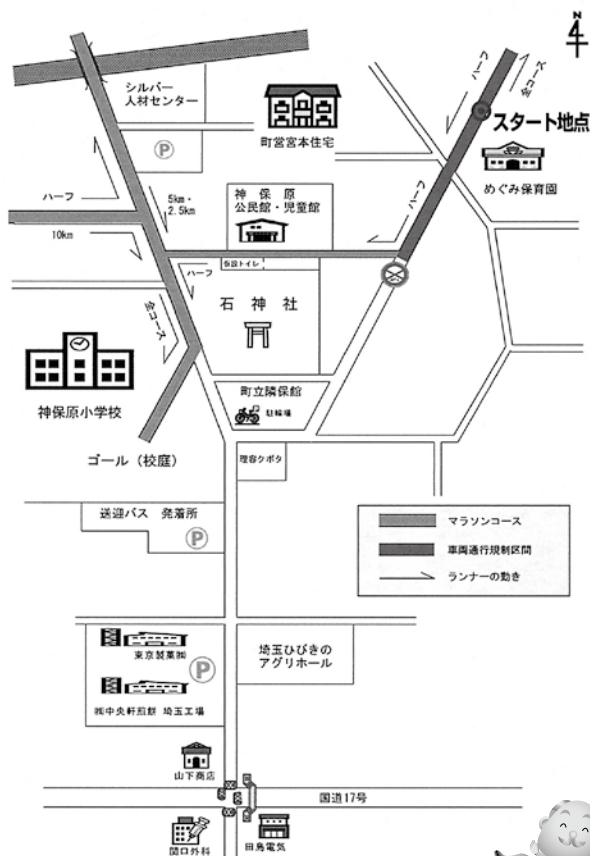 N
4
シルバー
人材センター
P
町営宮本住宅
ハーフ
全コース
スタート地点
めぐみ保育園
ハーフ
ハーフ
5km・
2.5km
神保原
公民館・児童館
10km
仮設トイレ
ハーフ
石神社
全コース
神保原小学校
町立隣保館
駐輪場
ゴール（校庭）
理容クボタ
送迎バス 発着所
P
マラソンコース
車両通行規制区間
ランナーの動き
東京製菓㈱
P
㈱中央軒煎餅 埼玉工場
埼玉ひびきの
アグリホール
山下商店
国道17号
関口外科
田島電気